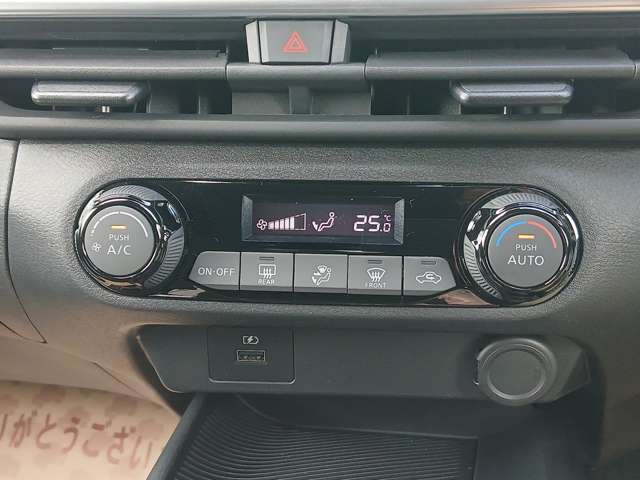 25.0°C
PUSH
A/C
PUSH
AUTO
ON·OFF
REAR
FRONT
りがとうござい